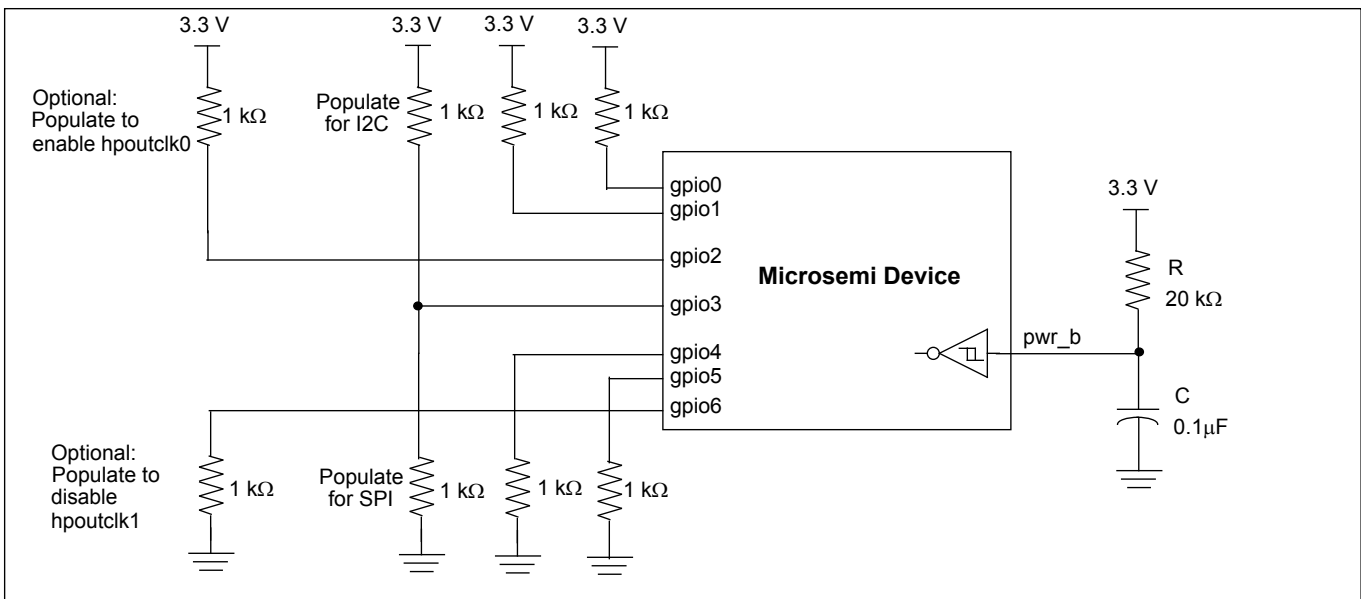 3.3 V
3.3 V
3.3 V
3.3 V
Optional:
Populate to
enable hpoutclk0
1 kΩ
Populate
for I2C
1 kΩ
1 kΩ
1 kΩ
gpio0
gpio1
gpio2
gpio3
gpio4
gpio5
gpio6
Microsemi Device
pwr_b
3.3 V
R
20 kΩ
C
0.1μF
Optional:
Populate to
disable
hpoutclk1
1 kΩ
Populate
for SPI
1 kΩ
1 kΩ
1 kΩ